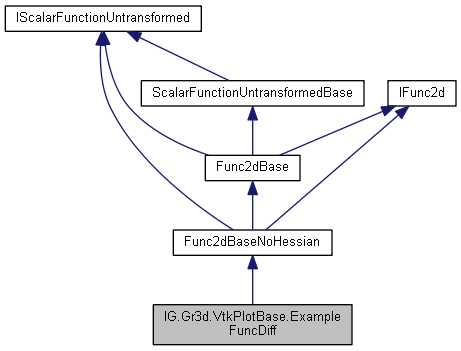 IScalarFunctionUntransformed
ScalarFunctionUntransformedBase
IFunc2d
Func2dBase
Func2dBaseNoHessian
IG.Gr3d.VtkPlotBase.Example
FuncDiff